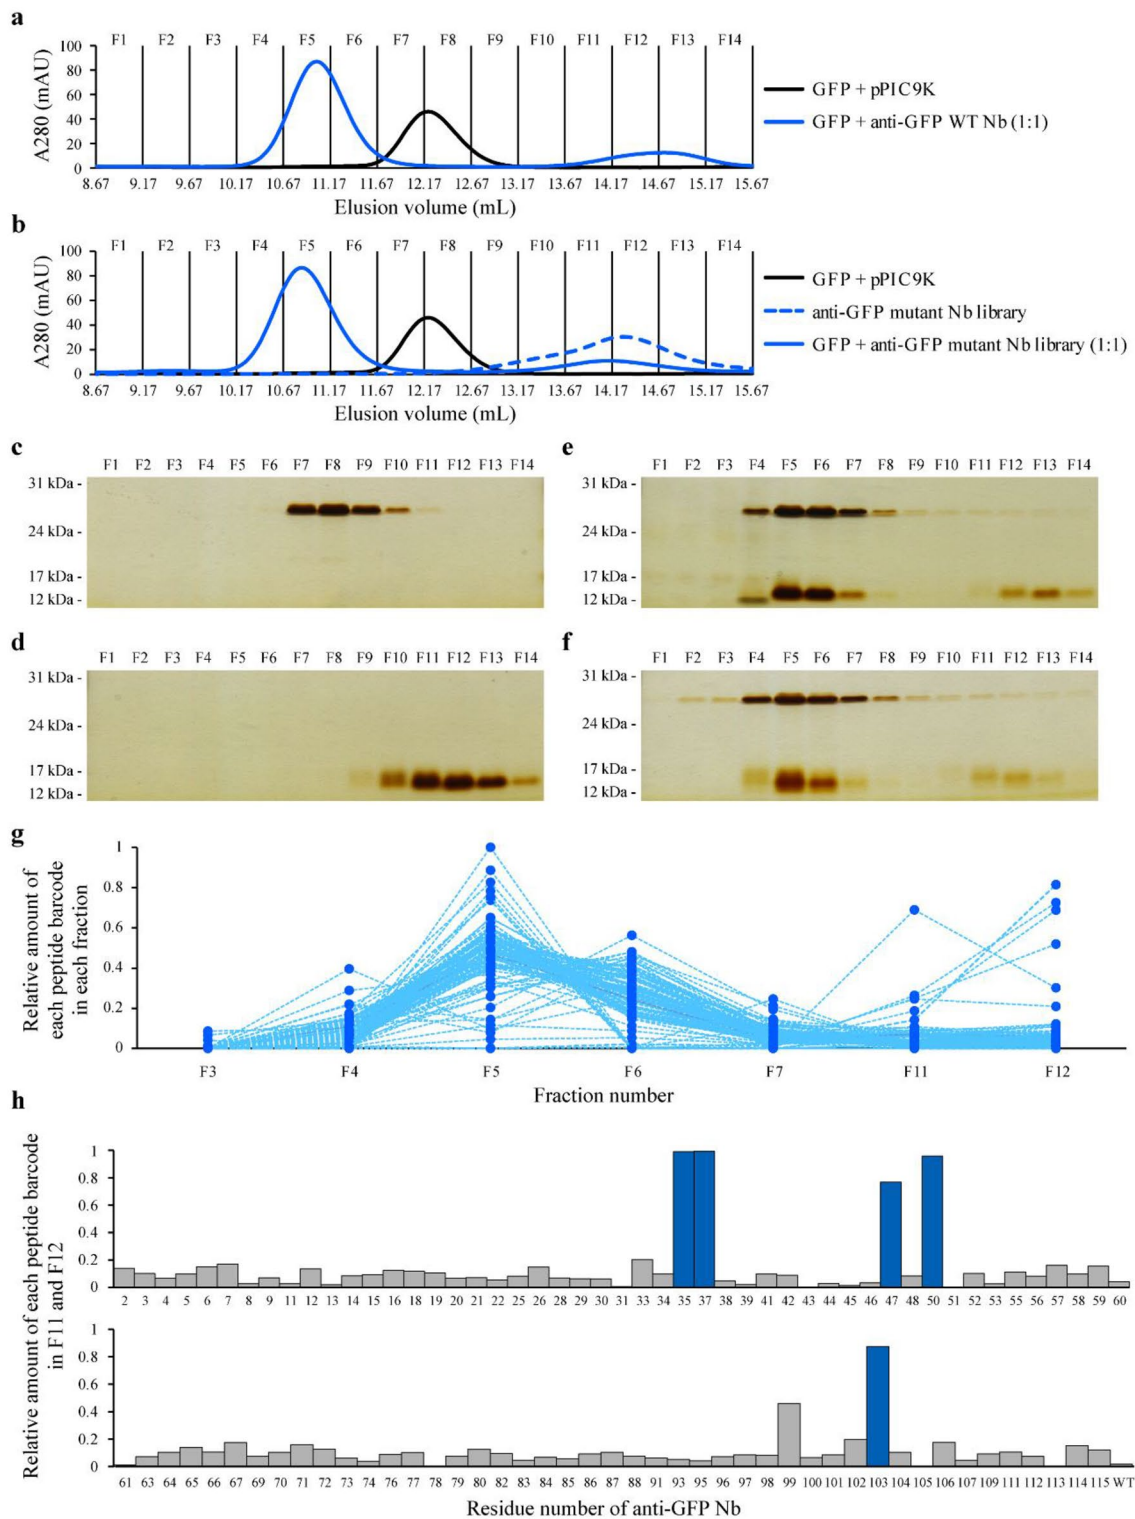 a
F1 F2 F3 F4 F5 F6 F7 F8 F9 F10 F11 F12 F13 F14
100
80
60
40
20
0
A280 (mAU)
8.67 9.17 9.67 10.17 10.67 11.17 11.67 12.17 12.67 13.17 13.67 14.17 14.67 15.17 15.67
Elusion volume (mL)
GFP + pPIC9K
GFP + anti-GFP WT Nb (1:1)
b
F1 F2 F3 F4 F5 F6 F7 F8 F9 F10 F11 F12 F13 F14
100
80
60
40
20
0
A280 (mAU)
8.67 9.17 9.67 10.17 10.67 11.17 11.67 12.17 12.67 13.17 13.67 14.17 14.67 15.17 15.67
Elusion volume (mL)
GFP + pPIC9K
anti-GFP mutant Nb library
GFP + anti-GFP mutant Nb library (1:1)
c
F1 F2 F3 F4 F5 F6 F7 F8 F9 F10 F11 F12 F13 F14
31 kDa -
24 kDa -
17 kDa -
12 kDa -
e
F1 F2 F3 F4 F5 F6 F7 F8 F9 F10 F11 F12 F13 F14
31 kDa -
24 kDa -
17 kDa -
12 kDa -
d
F1 F2 F3 F4 F5 F6 F7 F8 F9 F10 F11 F12 F13 F14
31 kDa -
24 kDa -
17 kDa -
12 kDa -
f
F1 F2 F3 F4 F5 F6 F7 F8 F9 F10 F11 F12 F13 F14
31 kDa -
24 kDa -
17 kDa -
12 kDa -
g
Relative amount of
each peptide barcode
in each fraction
1
0.8
0.6
0.4
0.2
0
F3 F4 F5 F6 F7 F11 F12
Fraction number
h
Relative amount of each peptide barcode
in F11 and F12
1
0.8
0.6
0.4
0.2
0
2 3 4 5 6 7 8 9 11 12 13 14 15 16 18 19 20 21 22 25 26 28 29 30 31 33 34 35 37 38 39 41 42 43 44 45 46 47 48 50 51 52 53 55 56 57 58 59 60
1
0.8
0.6
0.4
0.2
0
61 63 64 65 66 67 69 70 71 72 73 74 76 77 78 79 80 82 83 84 85 86 87 88 91 93 95 96 97 98 99 100 101 102 103 104 105 106 107 109 111 112 113 114 115 WT
Residue number of anti-GFP Nb